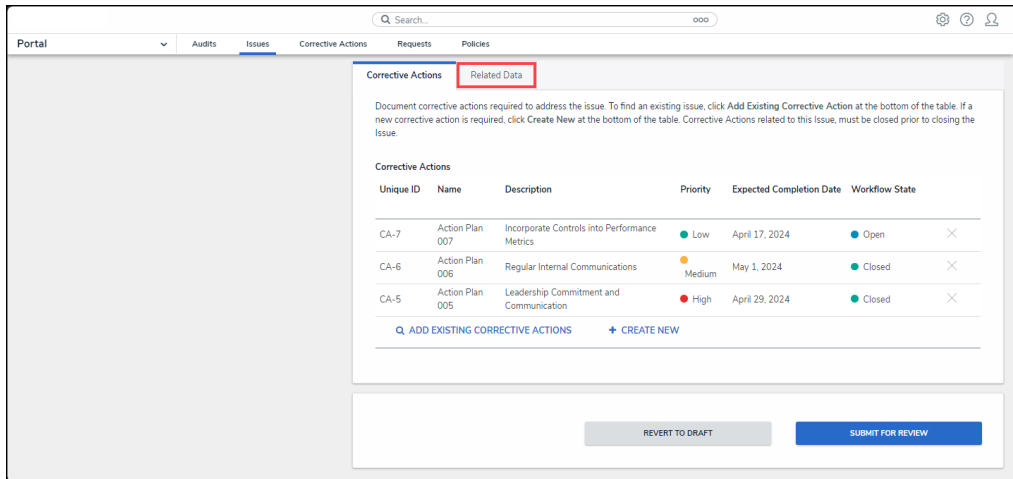 Search...
Portal
Audits
Issues
Corrective Actions
Requests
Policies
Corrective Actions
Related Data
Document corrective actions required to address the issue. To find an existing issue, click Add Existing Corrective Action at the bottom of the table. If a
new corrective action is required, click Create New at the bottom of the table. Corrective Actions related to this Issue, must be closed prior to closing the
Issue.
Corrective Actions
Unique ID Name Description Priority Expected Completion Date Workflow State
CA-7 Action Plan 007 Incorporate Controls into Performance Metrics Low April 17, 2024 Open
CA-6 Action Plan 006 Regular Internal Communications Medium May 1, 2024 Closed
CA-5 Action Plan 005 Leadership Commitment and Communication High April 29, 2024 Closed
ADD EXISTING CORRECTIVE ACTIONS
+ CREATE NEW
REVERT TO DRAFT
SUBMIT FOR REVIEW